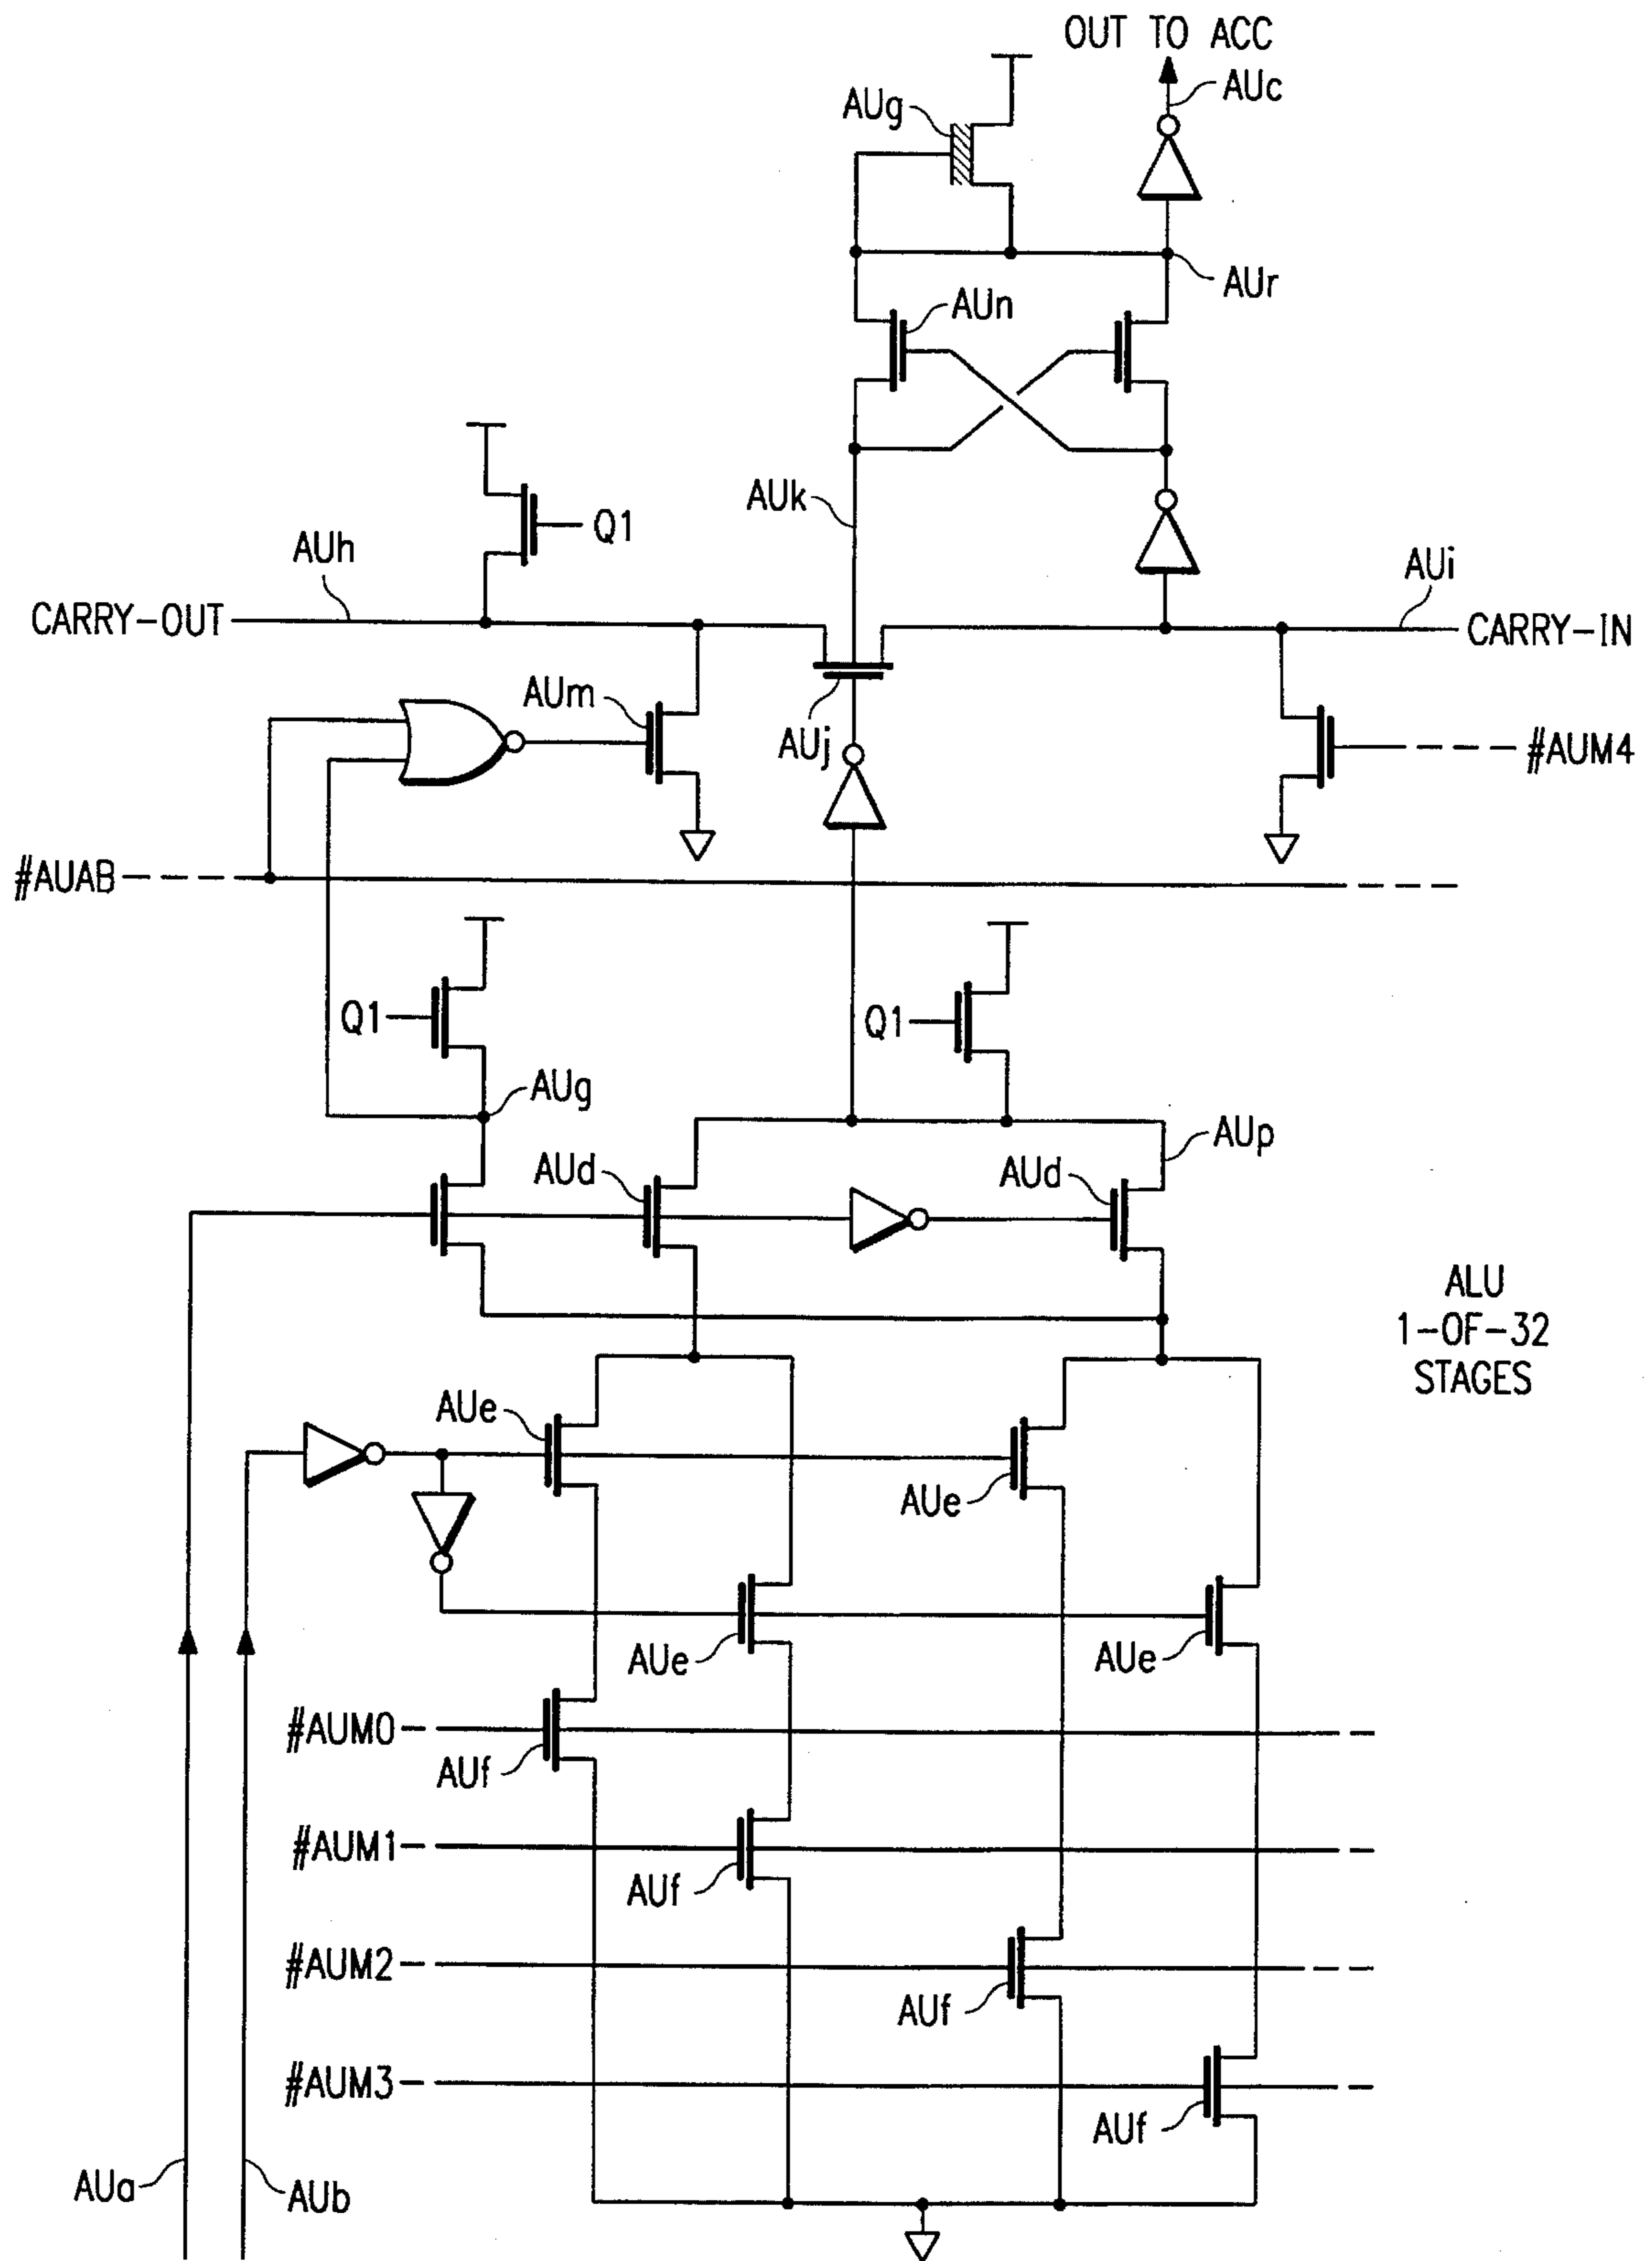 OUT TO ACC
AUc
AUg
AUr
AUn
AUk
Q1
AUh
AUi
CARRY-OUT
CARRY-IN
AUm
AUj
#AUM4
#AUAB
Q1
Q1
AUg
AUp
AUd
AUd
ALU
1-OF-32
STAGES
AUe
AUe
AUe
AUe
#AUM0
AUf
#AUM1
AUf
#AUM2
AUf
#AUM3
AUf
AUa
AUb